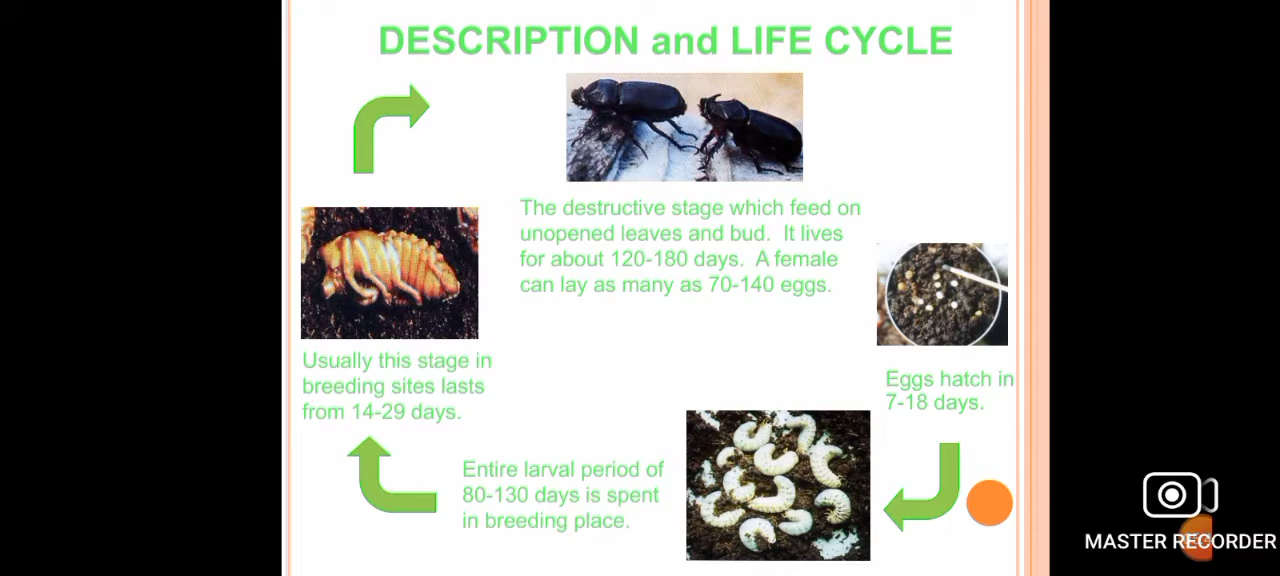 DESCRIPTION and LIFE CYCLE
The destructive stage which feed on
unopened leaves and bud. It lives
for about 120-180 days. A female
can lay as many as 70-140 eggs.
Eggs hatch in
7-18 days.
Entire larval period of
80-130 days is spent
in breeding place.
Usually this stage in
breeding sites lasts
from 14-29 days.
MASTER RECORDER